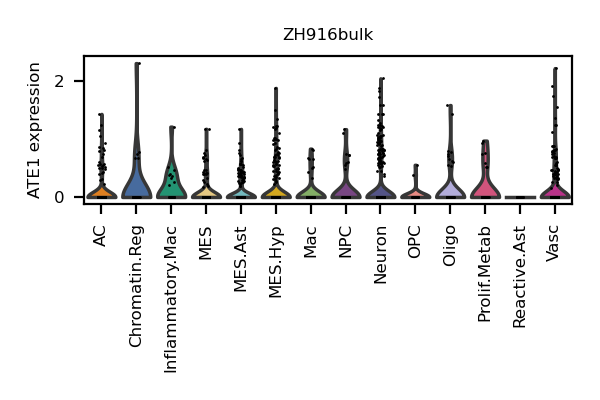 ZH916bulk
ATE1 expression
2
0
AC
Chromatin.Reg
Inflammatory.Mac
MES
MES.Ast
MES.Hyp
Mac
NPC
Neuron
OPC
Oligo
Prolif.Metab
Reactive.Ast
Vasc